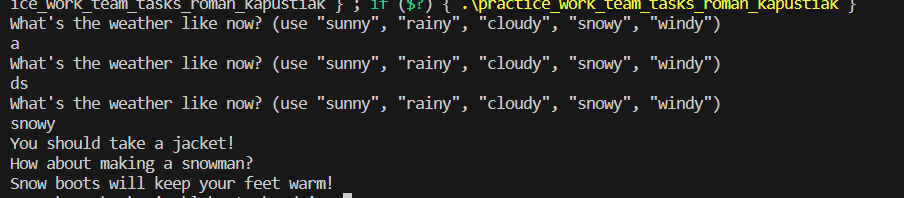 ice_work_team_tasks_roman_kapustiak } ; if ($?) { .\practice_work_team_tasks_roman_kapustiak }
What's the weather like now? (use "sunny", "rainy", "cloudy", "snowy", "windy")
a
What's the weather like now? (use "sunny", "rainy", "cloudy", "snowy", "windy")
ds
What's the weather like now? (use "sunny", "rainy", "cloudy", "snowy", "windy")
snowy
You should take a jacket!
How about making a snowman?
Snow boots will keep your feet warm!